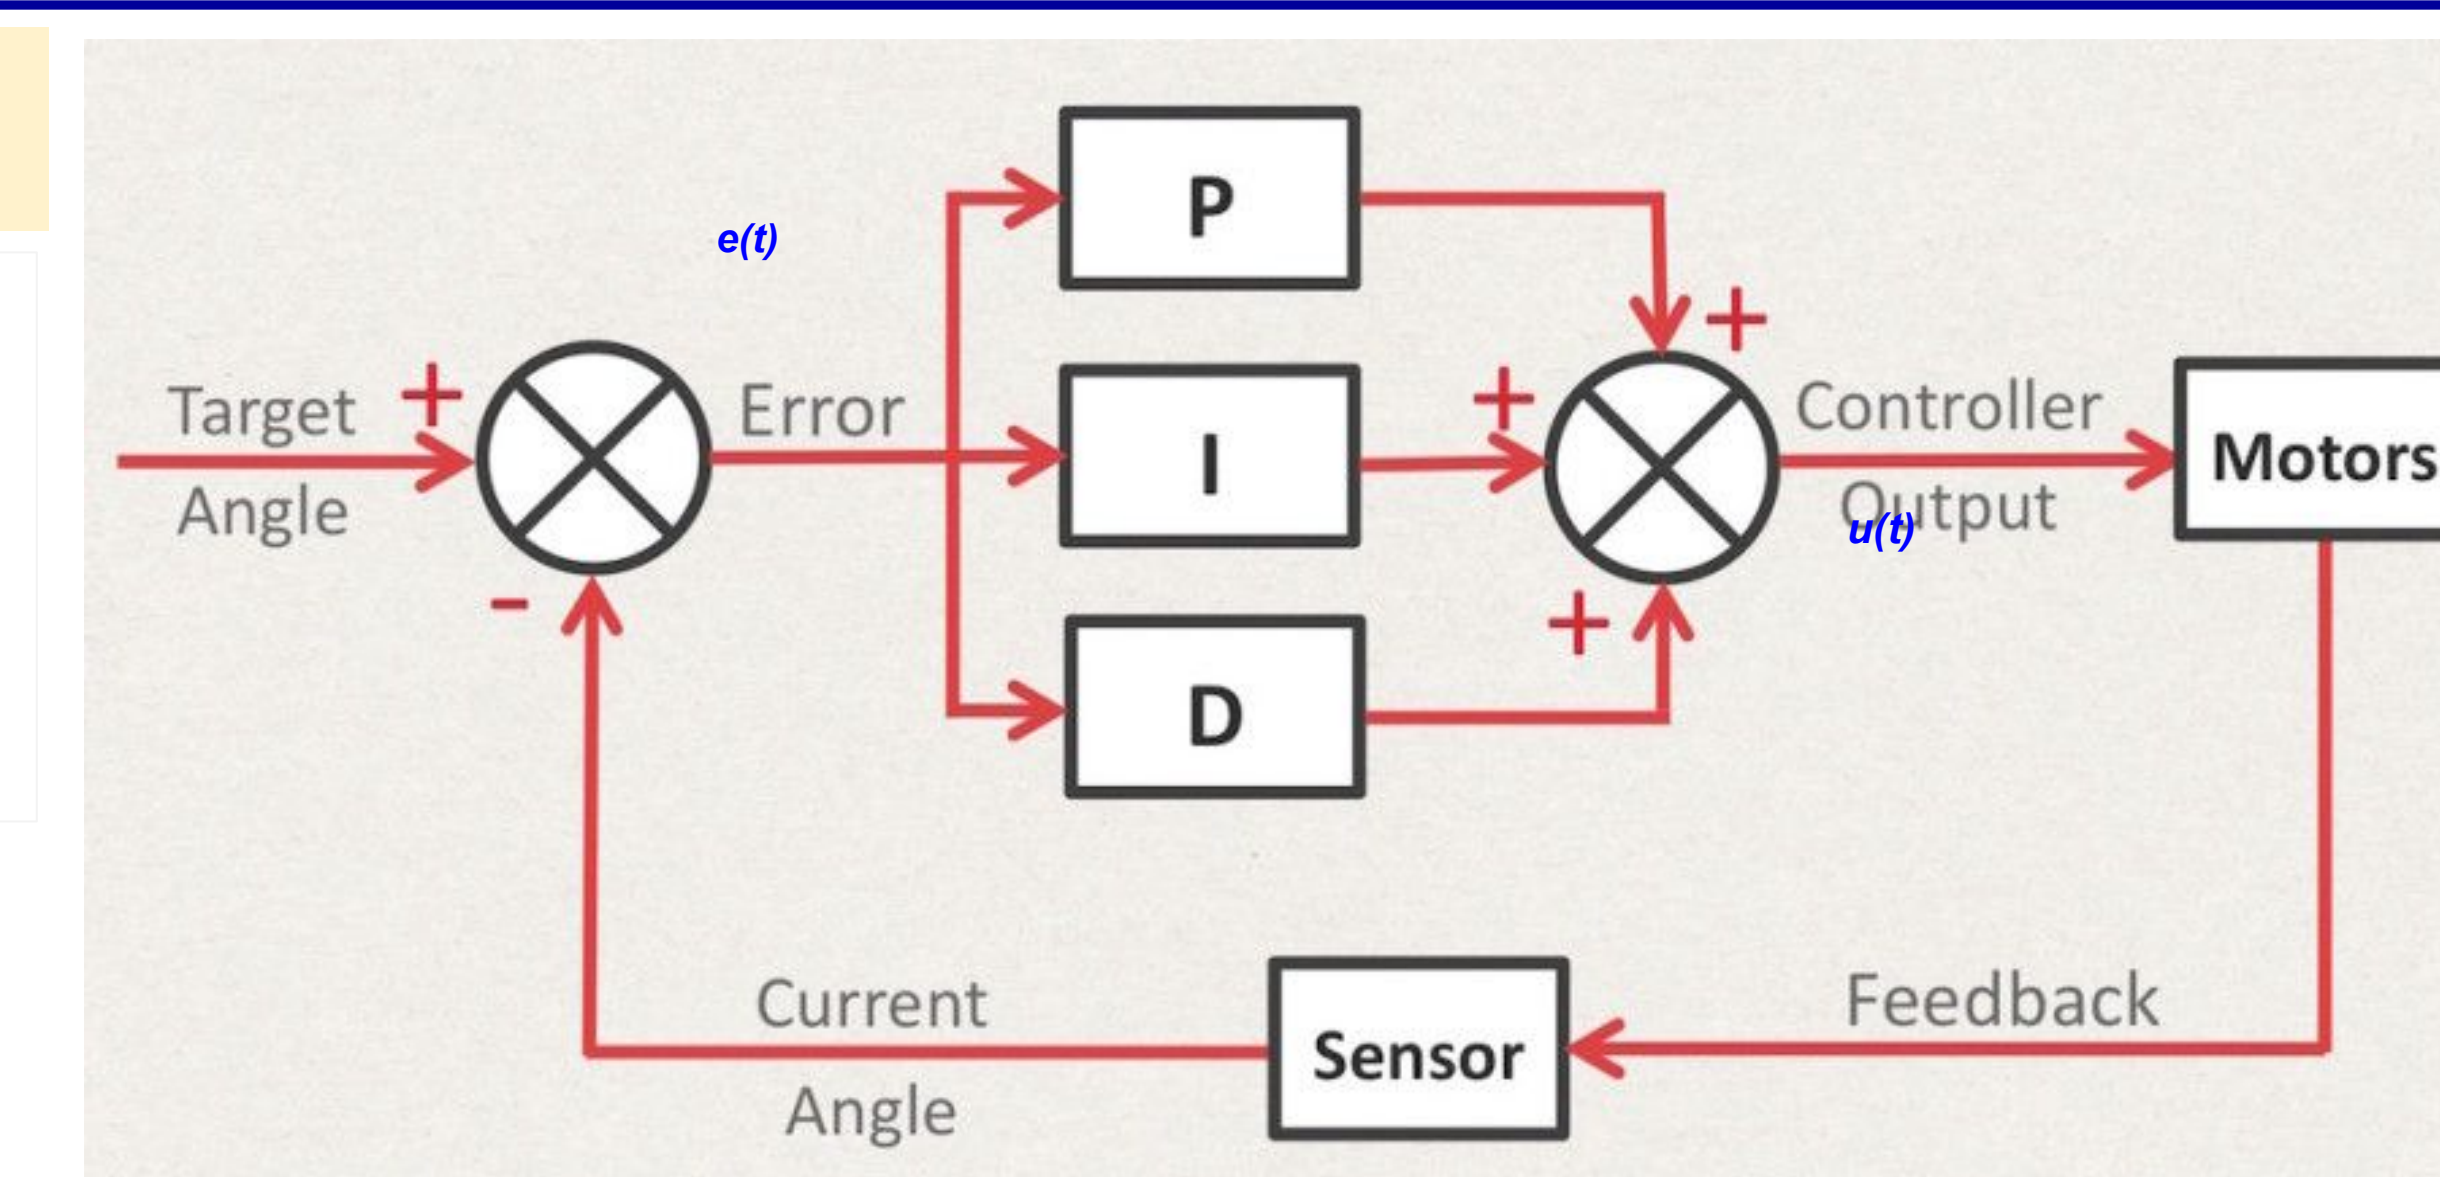 P
e(t)
+
Target
Angle
+
Error
I
+
Controller
Output
u(t)
Motors
-
D
+
Current
Angle
Sensor
Feedback